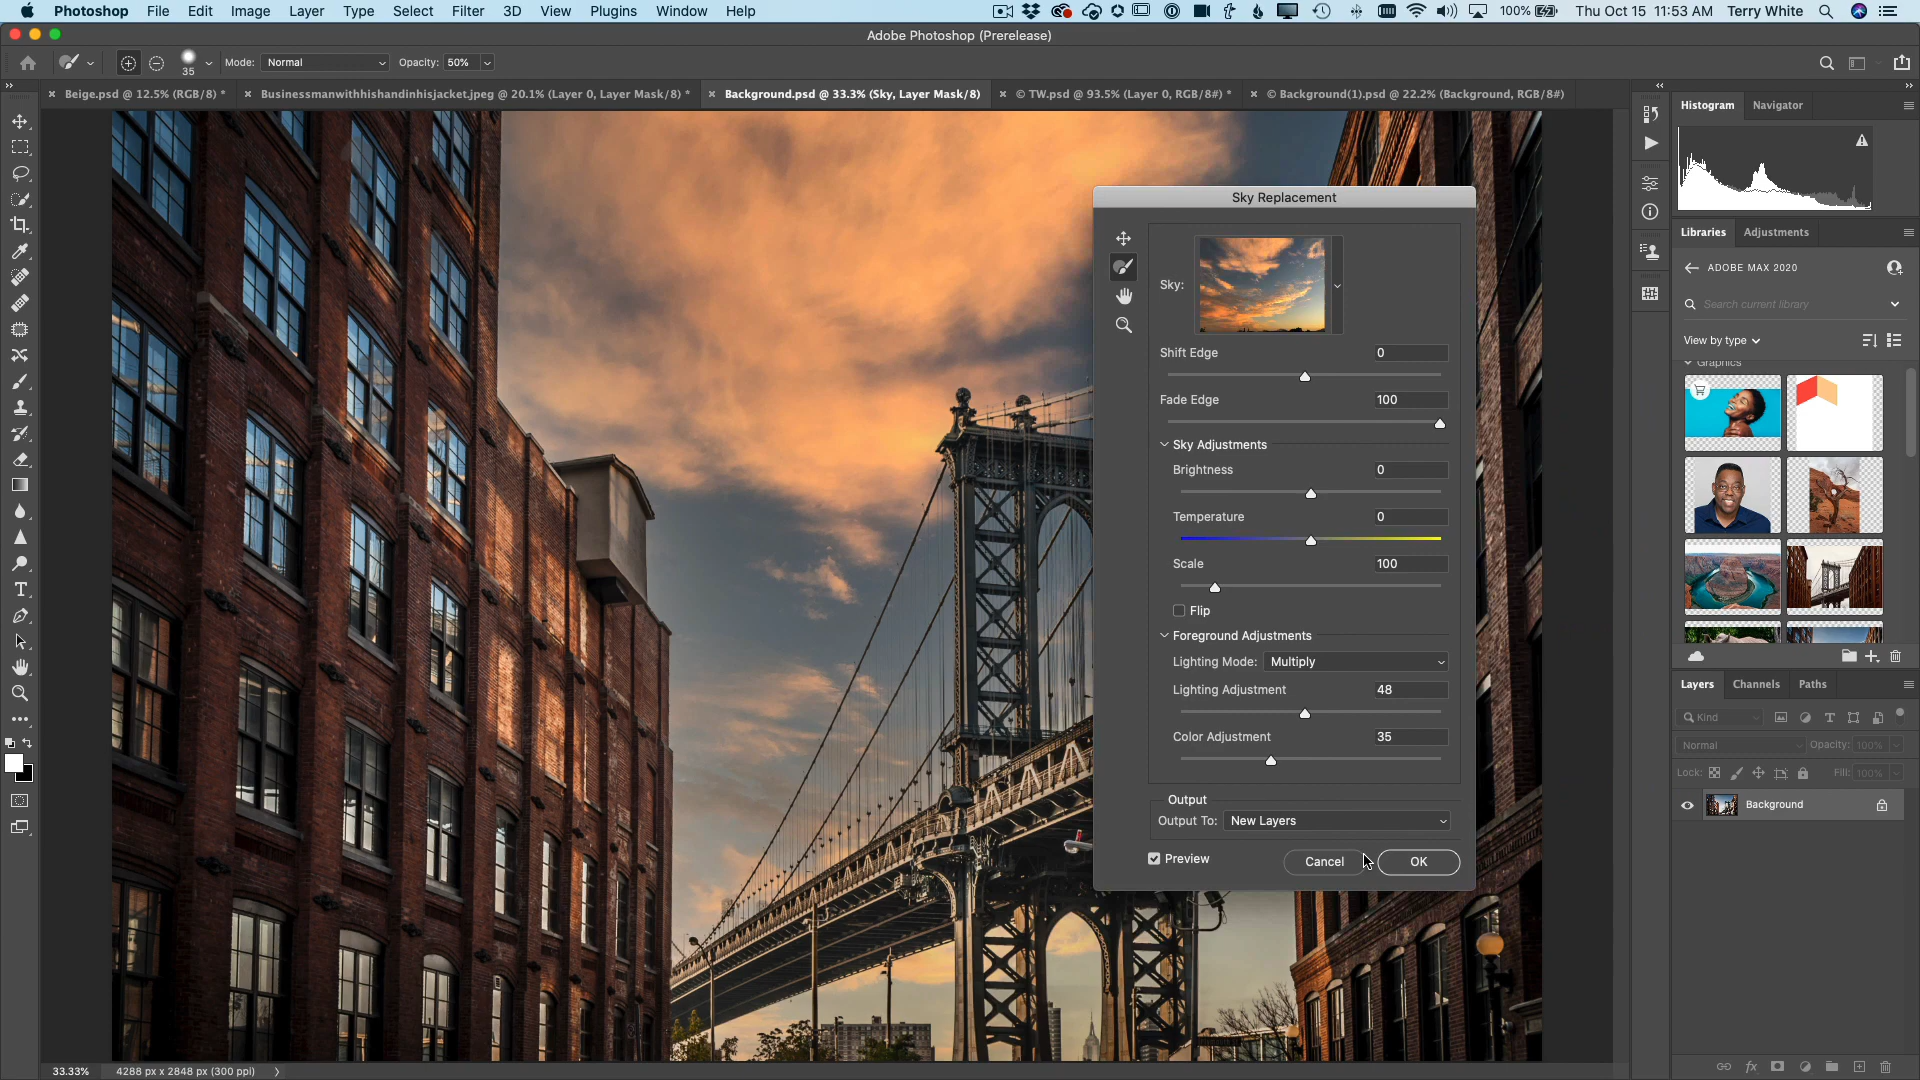 Photoshop File Edit Image Layer Type Select Filter 3D View Plugins Window Help 100% Thu Oct 15 11:53 AM Terry White
Adobe Photoshop (Prerelease)
35 Mode: Normal Opacity: 50%
Beige.psd @ 12.5% (RGB/8) * Businessmanwithhishandinhisjacket.jpeg @ 20.1% (Layer 0, Layer Mask/8) * Background.psd @ 33.3% (Sky, Layer Mask/8) © TW.psd @ 93.5% (Layer 0, RGB/8#) * © Background(1).psd @ 22.2% (Background, RGB/8#)
Histogram Navigator
Sky Replacement
Sky:
Shift Edge 0
Fade Edge 100
Sky Adjustments
Brightness 0
Temperature 0
Scale 100
Flip
Foreground Adjustments
Lighting Mode: Multiply
Lighting Adjustment 48
Color Adjustment 35
Output
Output To: New Layers
Preview Cancel OK
Libraries Adjustments
ADOBE MAX 2020
Search current library
View by type
Graphics
Layers Channels Paths
Kind
Normal Opacity: 100%
Lock: Fill: 100%
Background
33.33% 4288 px x 2848 px (300 ppi)